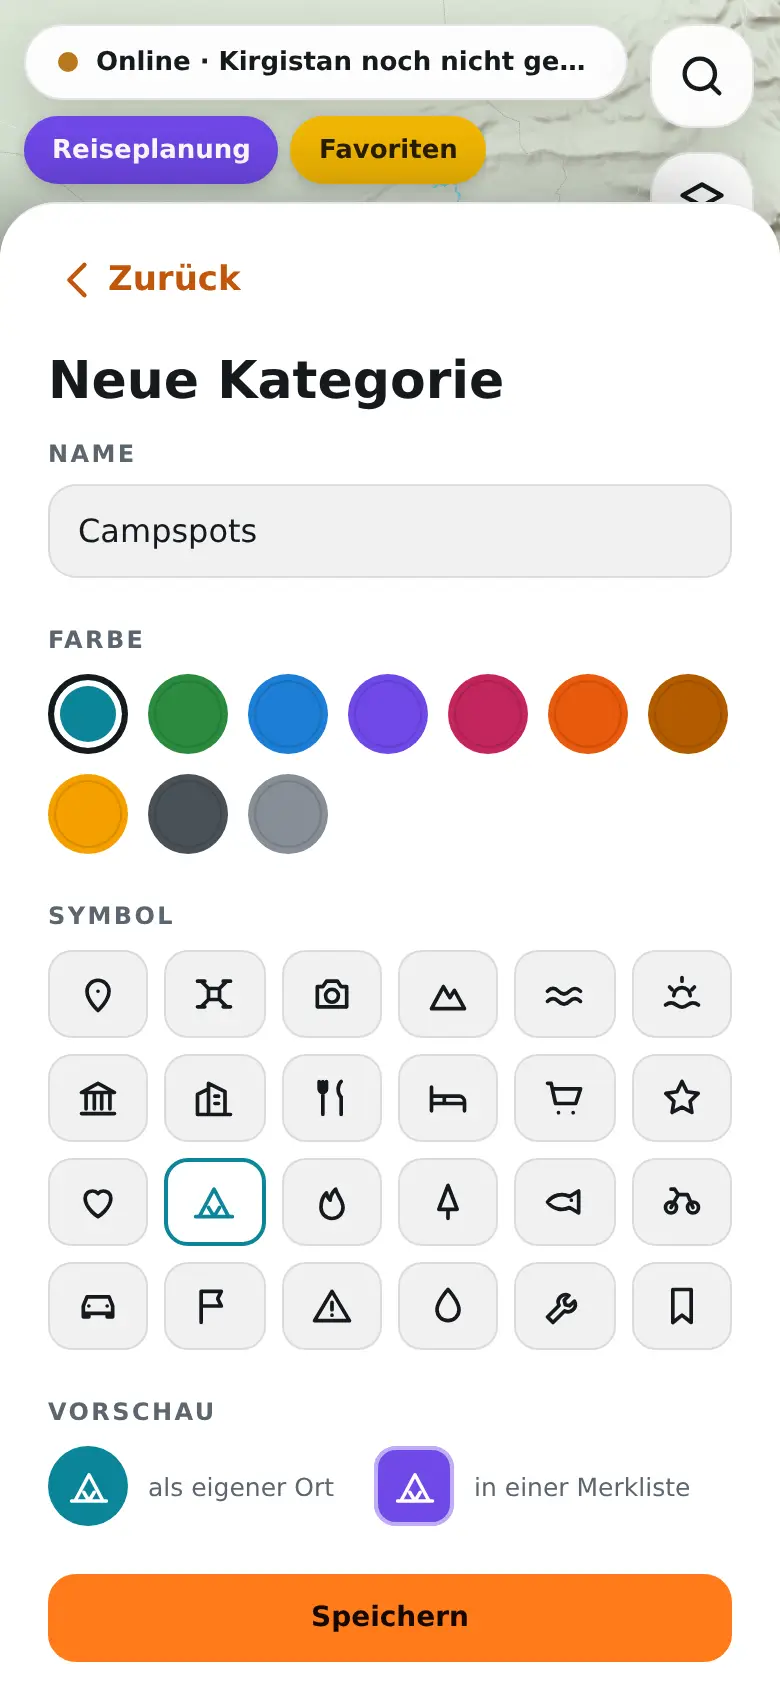 Online · Kirgistan noch nicht ge...
Reiseplanung
Favoriten
Zurück
Neue Kategorie
NAME
Campspots
FARBE
SYMBOL
VORSCHAU
als eigener Ort
in einer Merkliste
Speichern